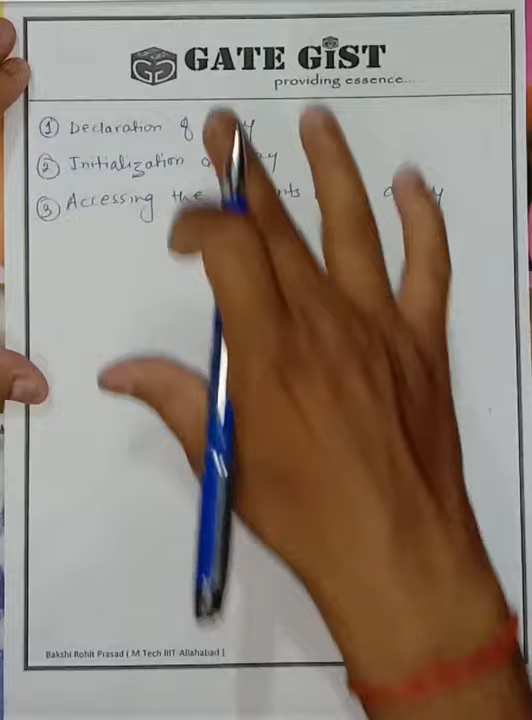 GATE GIST
providing essence...
① Declaration of
② Initialization
③ Accessing the
Bakshi Rohit Prasad ( M Tech IIIT Allahabad )